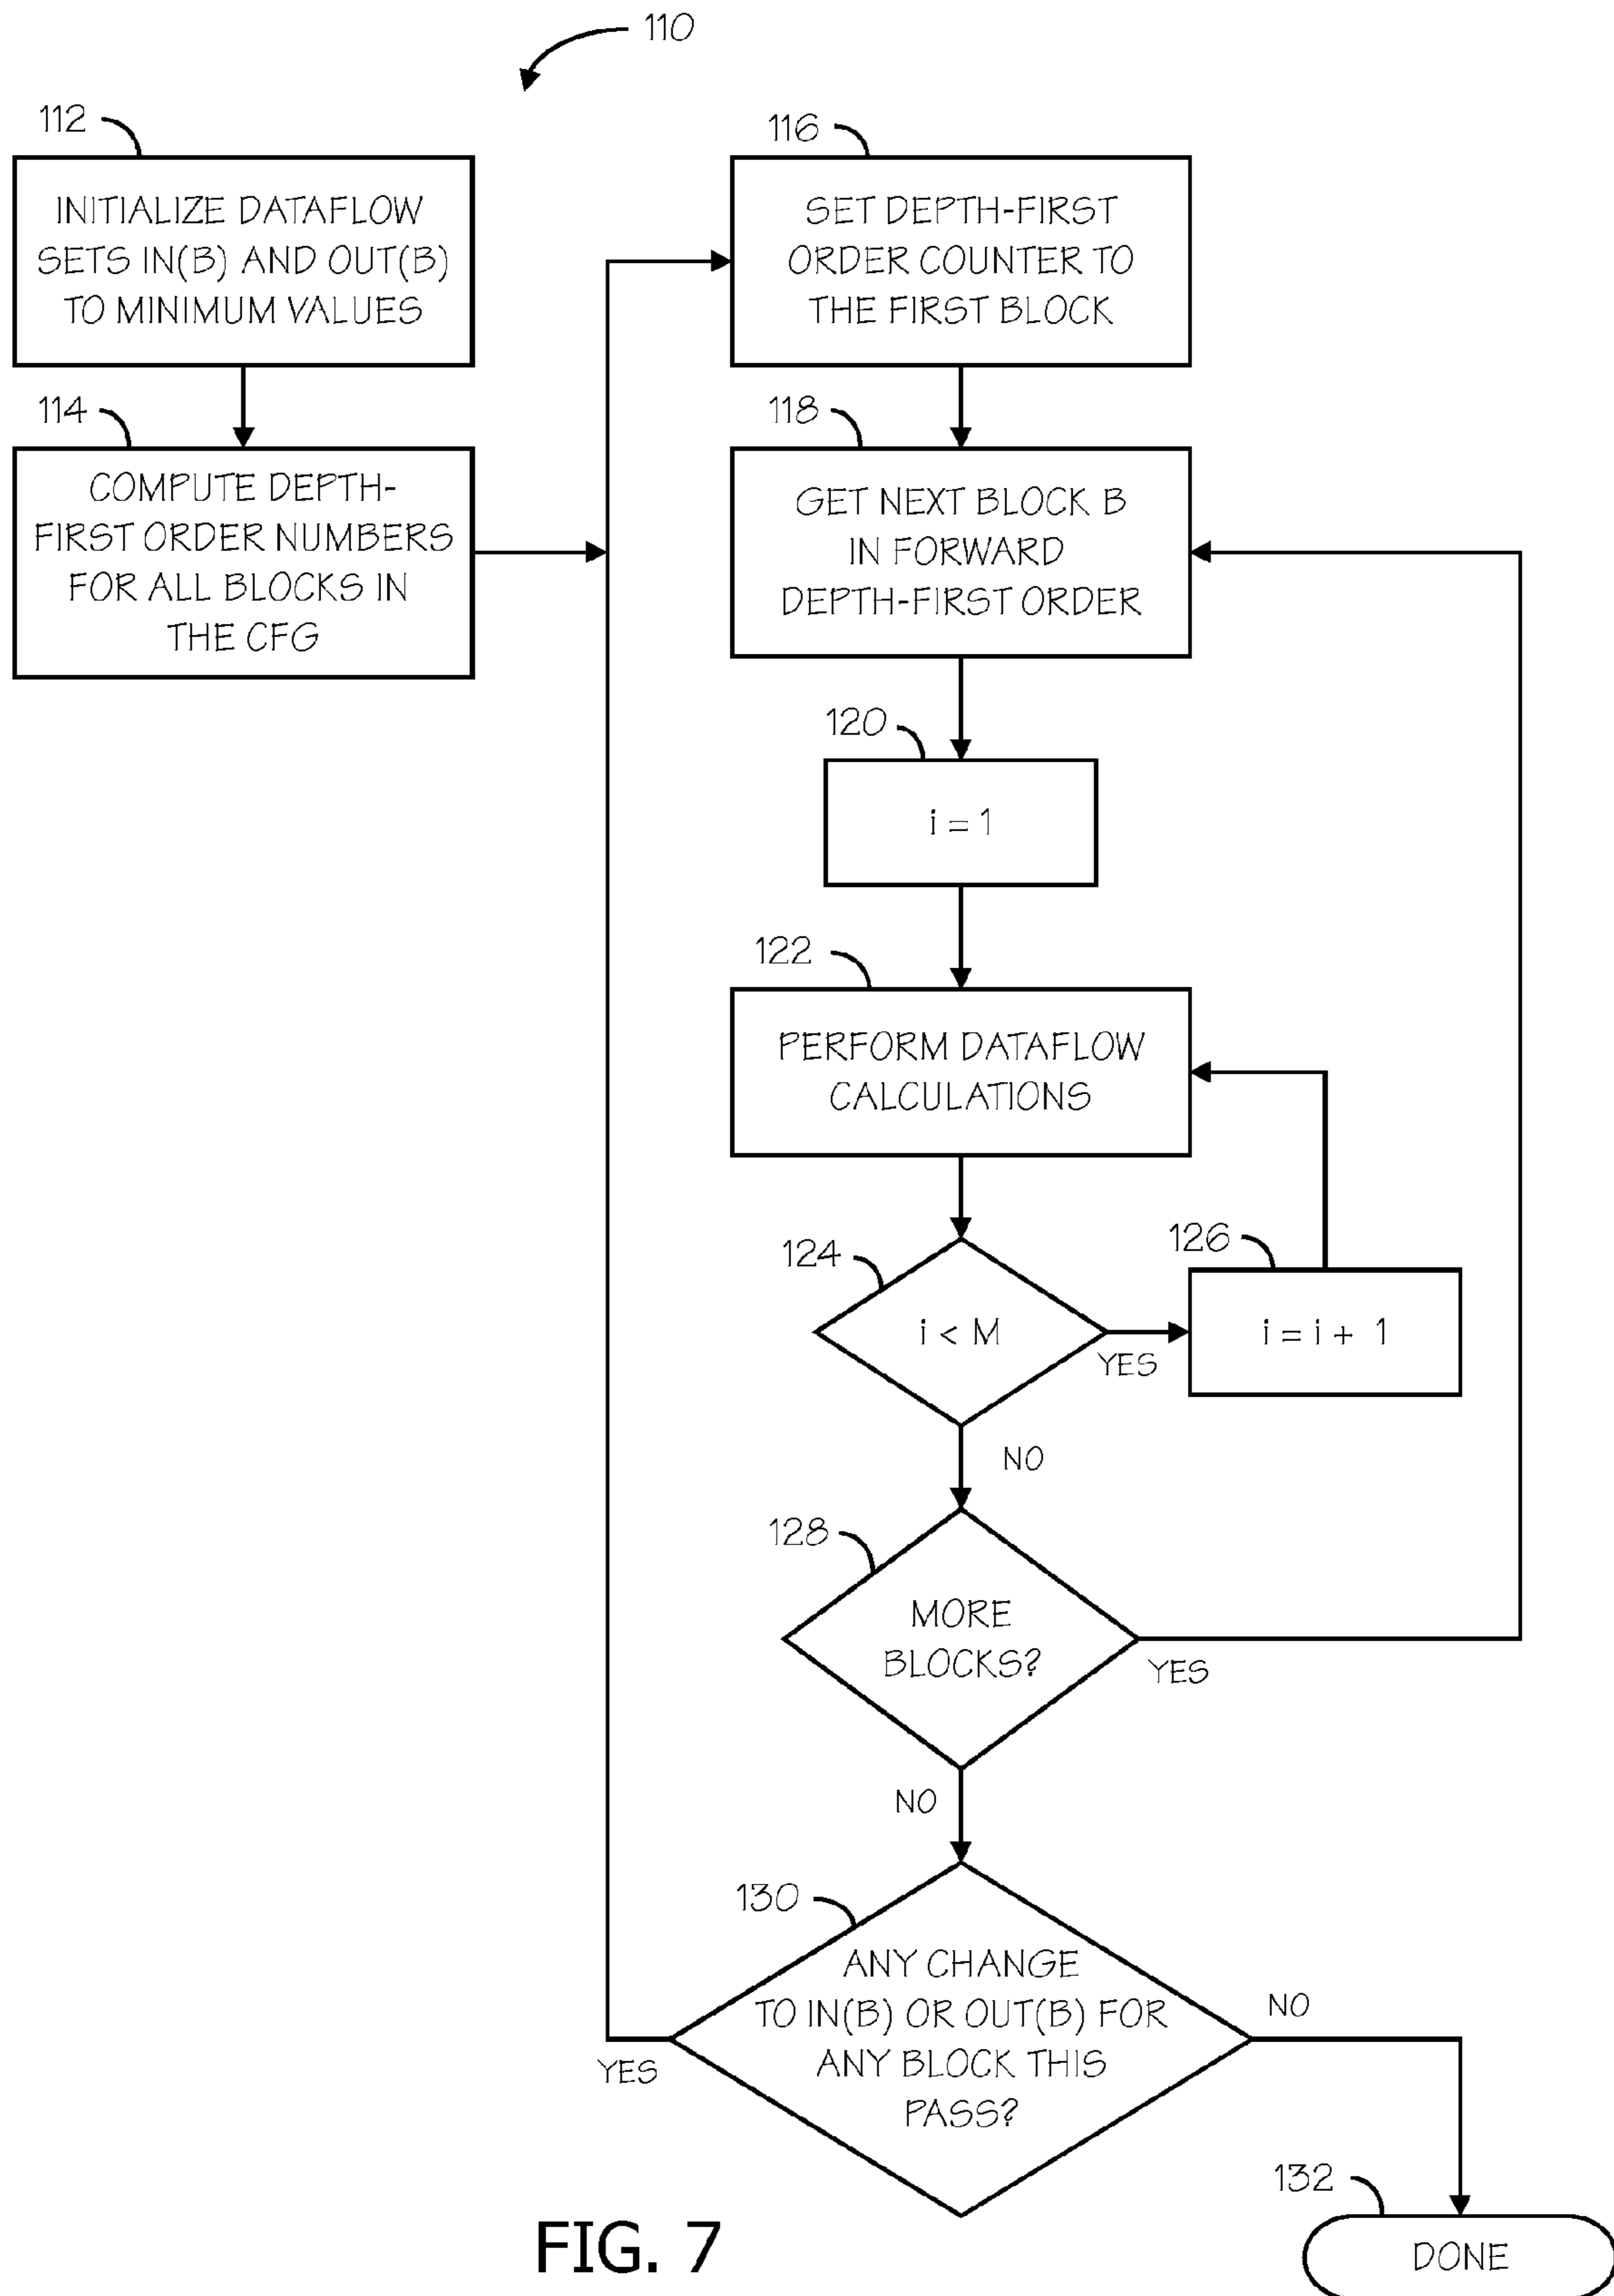 110
112
INITIALIZE DATAFLOW
SETS IN(B) AND OUT(B)
TO MINIMUM VALUES
114
COMPUTE DEPTH-
FIRST ORDER NUMBERS
FOR ALL BLOCKS IN
THE CFG
116
SET DEPTH-FIRST
ORDER COUNTER TO
THE FIRST BLOCK
118
GET NEXT BLOCK B
IN FORWARD
DEPTH-FIRST ORDER
120
i = 1
122
PERFORM DATAFLOW
CALCULATIONS
124
i < M
YES
126
i = i + 1
NO
128
MORE
BLOCKS?
YES
NO
130
ANY CHANGE
TO IN(B) OR OUT(B) FOR
ANY BLOCK THIS
PASS?
YES
NO
132
DONE
FIG. 7